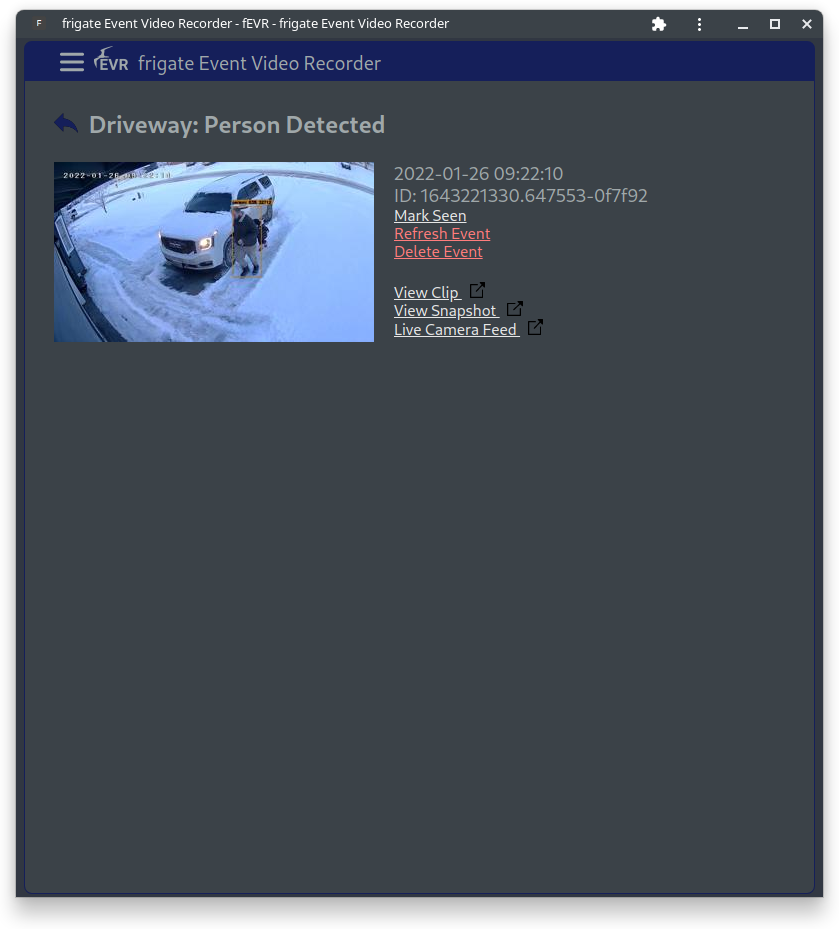 F frigate Event Video Recorder - fEVR - frigate Event Video Recorder
fEVR frigate Event Video Recorder
Driveway: Person Detected
2022-01-26 09:22:10
2022-01-26 09:22:10
ID: 1643221330.647553-0f7f92
Mark Seen
Refresh Event
Delete Event
View Clip
View Snapshot
Live Camera Feed